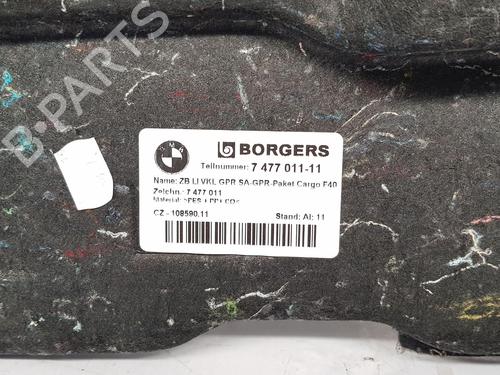 BMW
BORGERS
Teilnummer: 7 477 011-11
Name: ZB LI VKL GPR SA-GPR-Paket Cargo F40
Zeichn.: 7 477 011
Material:
CZ - 108590.11 Stand: AI: 11
B-PARTS